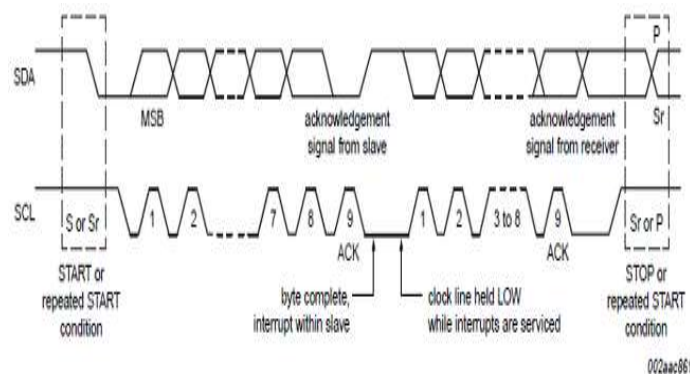 P
SDA
MSB
acknowledgement
signal from slave
acknowledgement
signal from receiver
Sr
SCL
S or Sr
1
2
7
8
9
1
2
3 to 8
9
Sr or P
ACK
ACK
START or
repeated START
condition
byte complete,
interrupt within slave
clock line held LOW
while interrupts are serviced
STOP or
repeated START
condition
002aac861